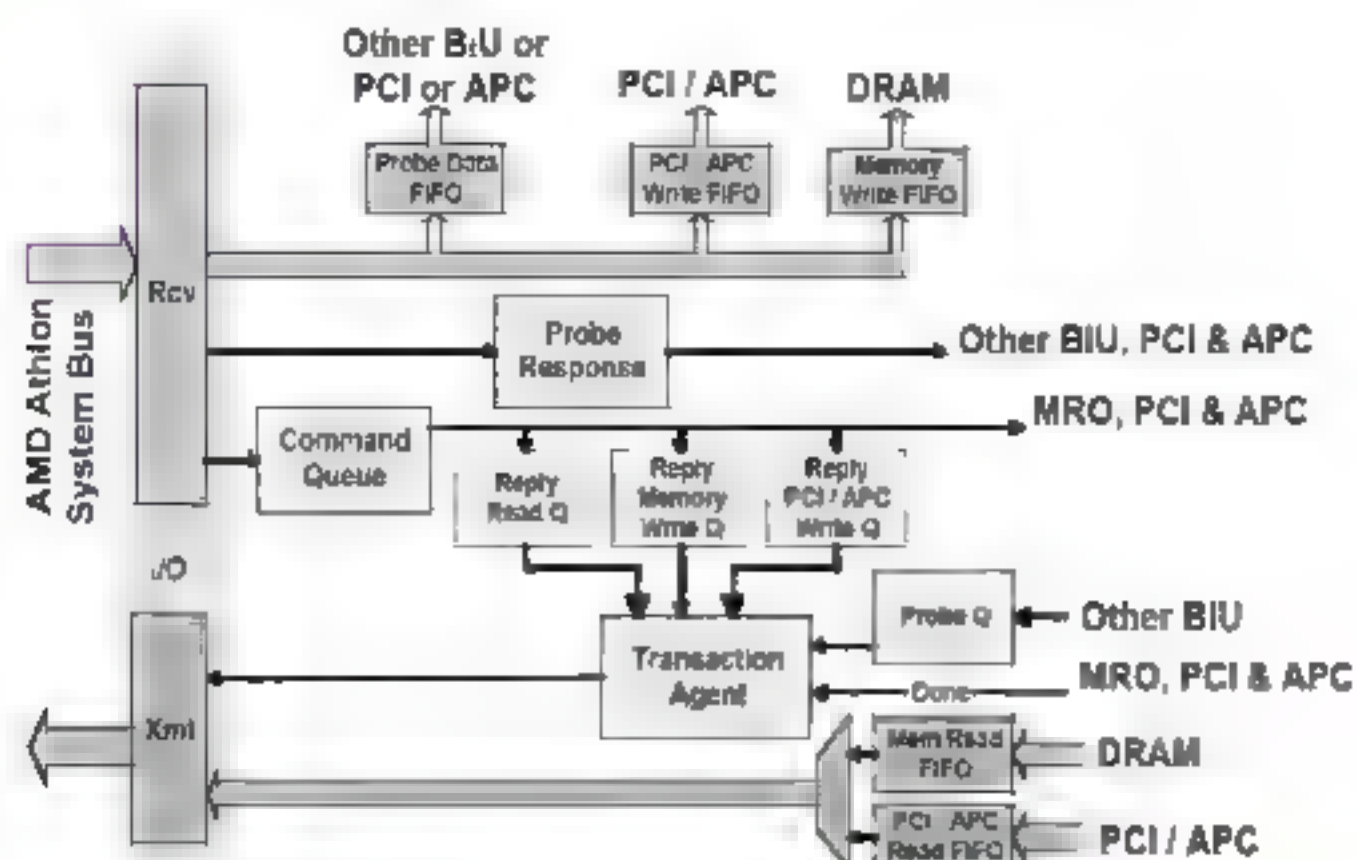 Other BIU or
PCI or APC
PCI / APC
DRAM
Probe Data
FIFO
PCI APC
Write FIFO
Memory
Write FIFO
Rcv
AMD Athlon
System Bus
Probe
Response
Other BIU, PCI & APC
MRO, PCI & APC
Command
Queue
Reply
Read Q
Reply
Memory
Write Q
Reply
PCI / APC
Write Q
I/O
Probe Q
Other BIU
Transaction
Agent
Done
MRO, PCI & APC
Xmt
Mem Read
FIFO
DRAM
PCI APC
Read FIFO
PCI / APC